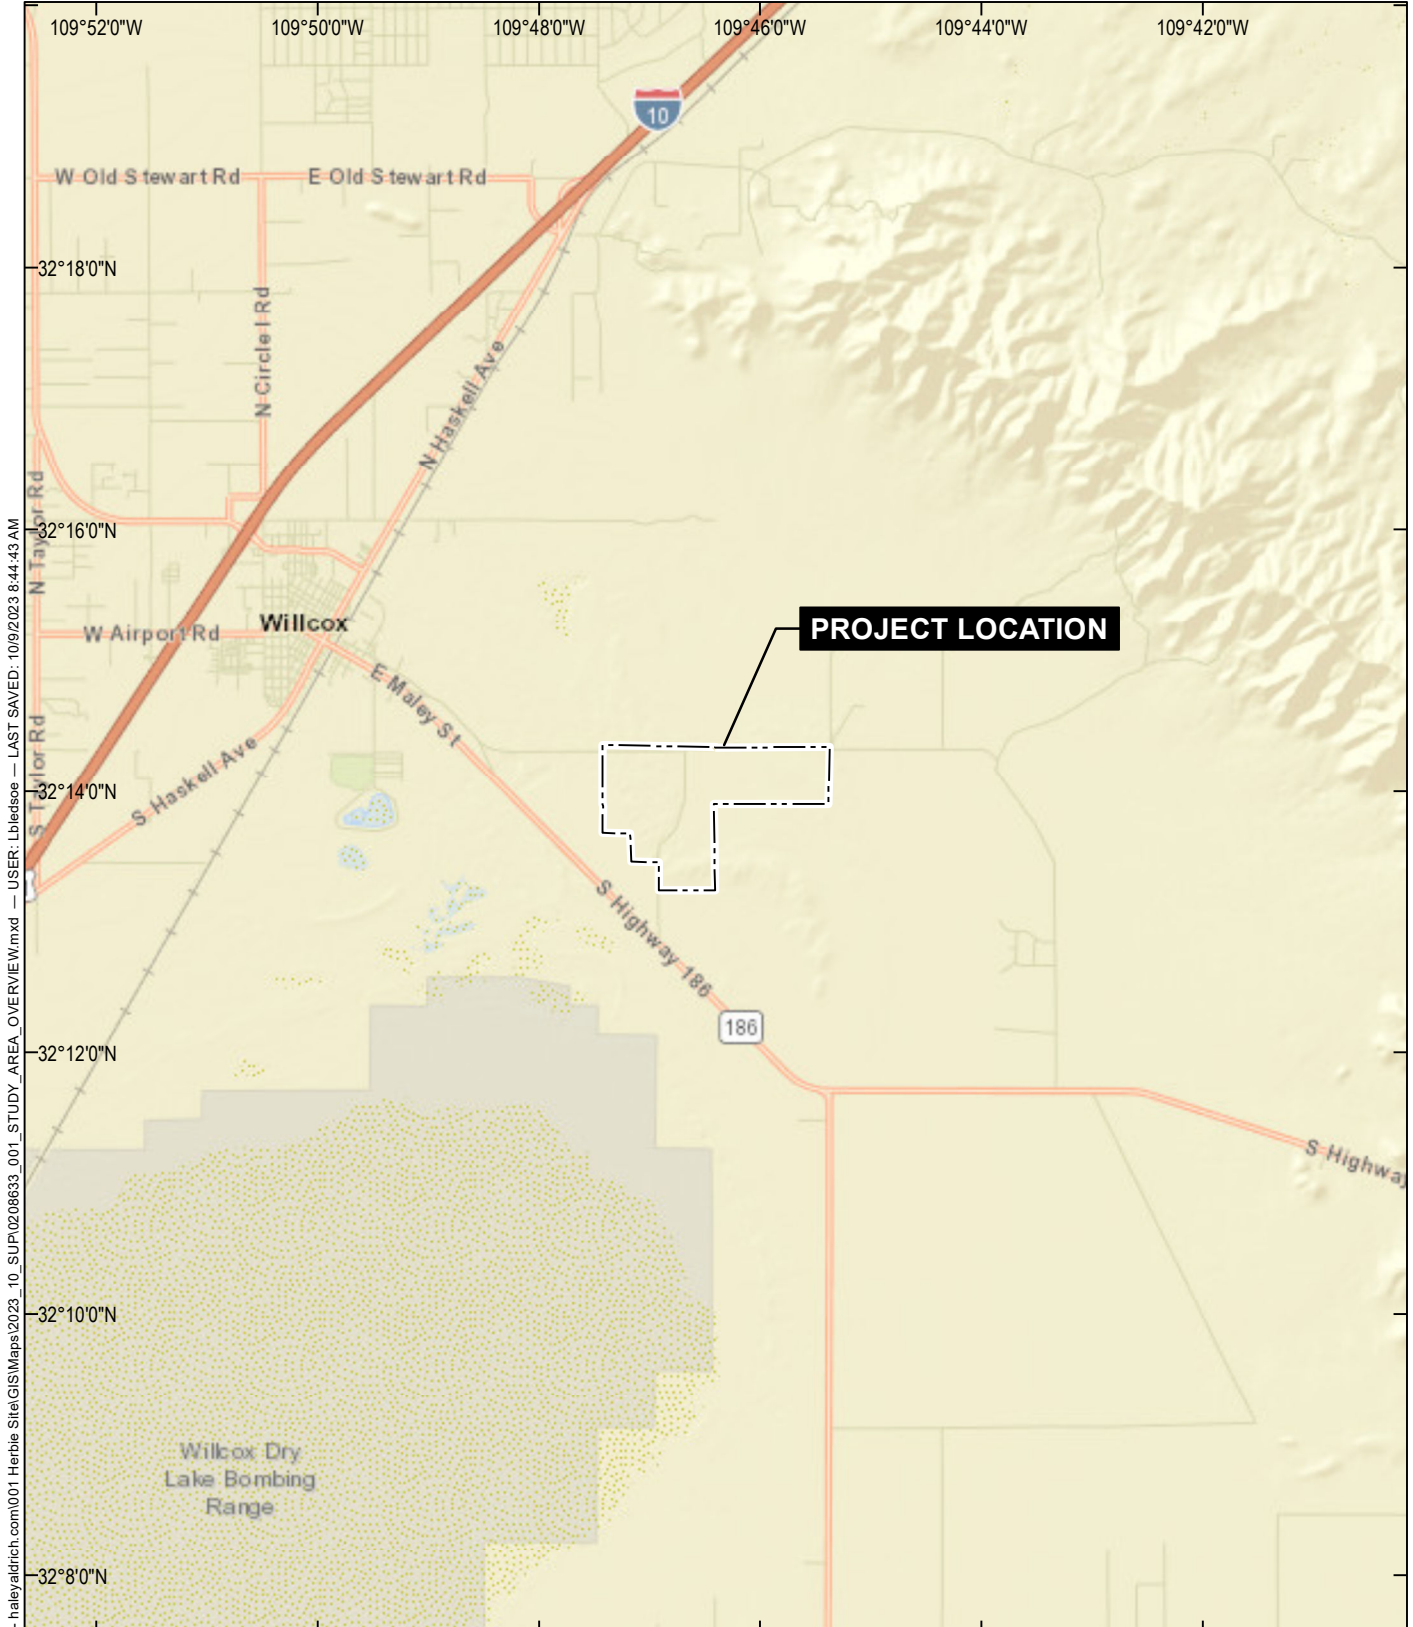 109°52'0"W
109°50'0"W
109°48'0"W
109°46'0"W
109°44'0"W
109°42'0"W
10
W Old Stewart Rd
E Old Stewart Rd
32°18'0"N
N Circle I Rd
N Haskell Ave
N Taylor Rd
32°16'0"N
Willcox
W Airport Rd
PROJECT LOCATION
E Maley St
S Taylor Rd
S Haskell Ave
32°14'0"N
S Highway 186
186
32°12'0"N
S Highway
32°10'0"N
Willcox Dry
Lake Bombing
Range
32°8'0"N
- haleyaldrich.com\001 Herbie Site\GIS\Maps\2023_10_SUP\0208633_001_STUDY_AREA_OVERVIEW.mxd — USER: Lbledsoe — LAST SAVED: 10/9/2023 8:44:43 AM